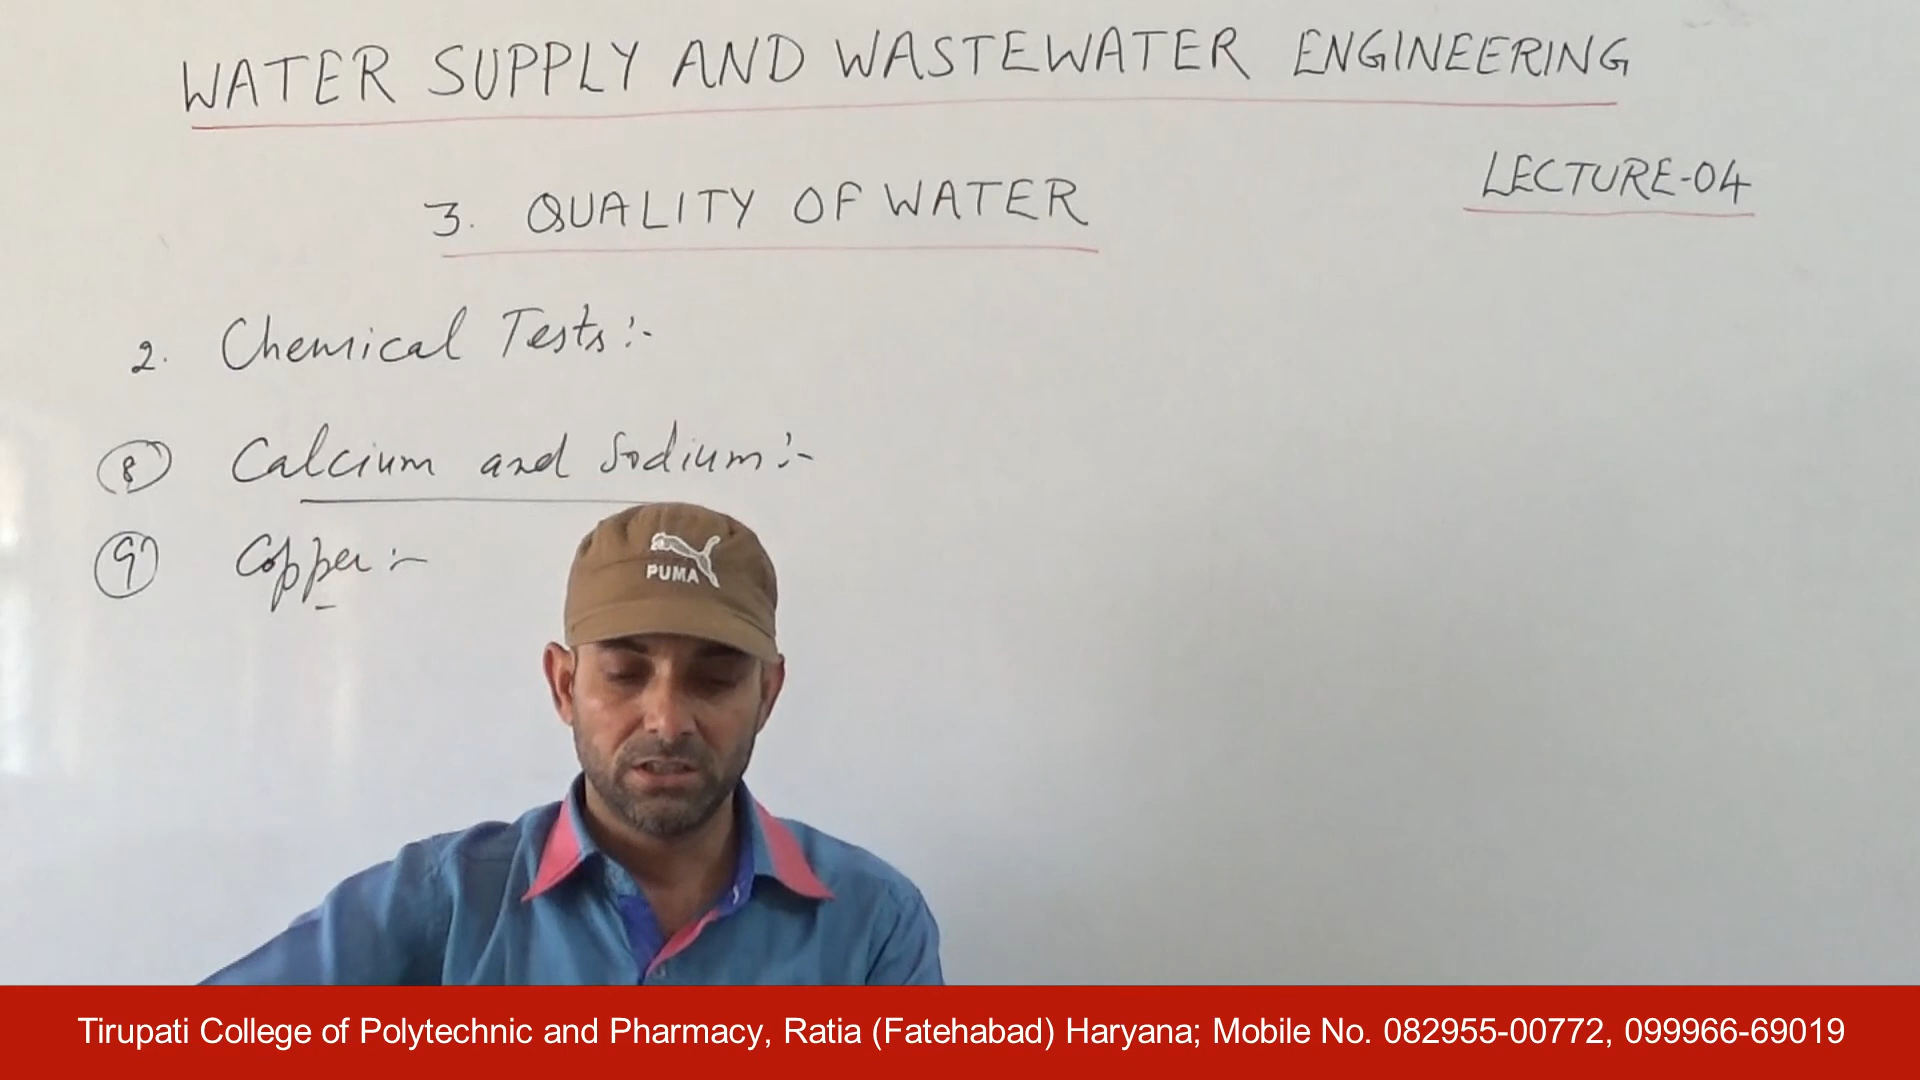 WATER SUPPLY AND WASTEWATER ENGINEERING
LECTURE-04
3. QUALITY OF WATER
2. Chemical Tests:-
8 Calcium and Sodium:-
9 Copper:-
PUMA
Tirupati College of Polytechnic and Pharmacy, Ratia (Fatehabad) Haryana; Mobile No. 082955-00772, 099966-69019